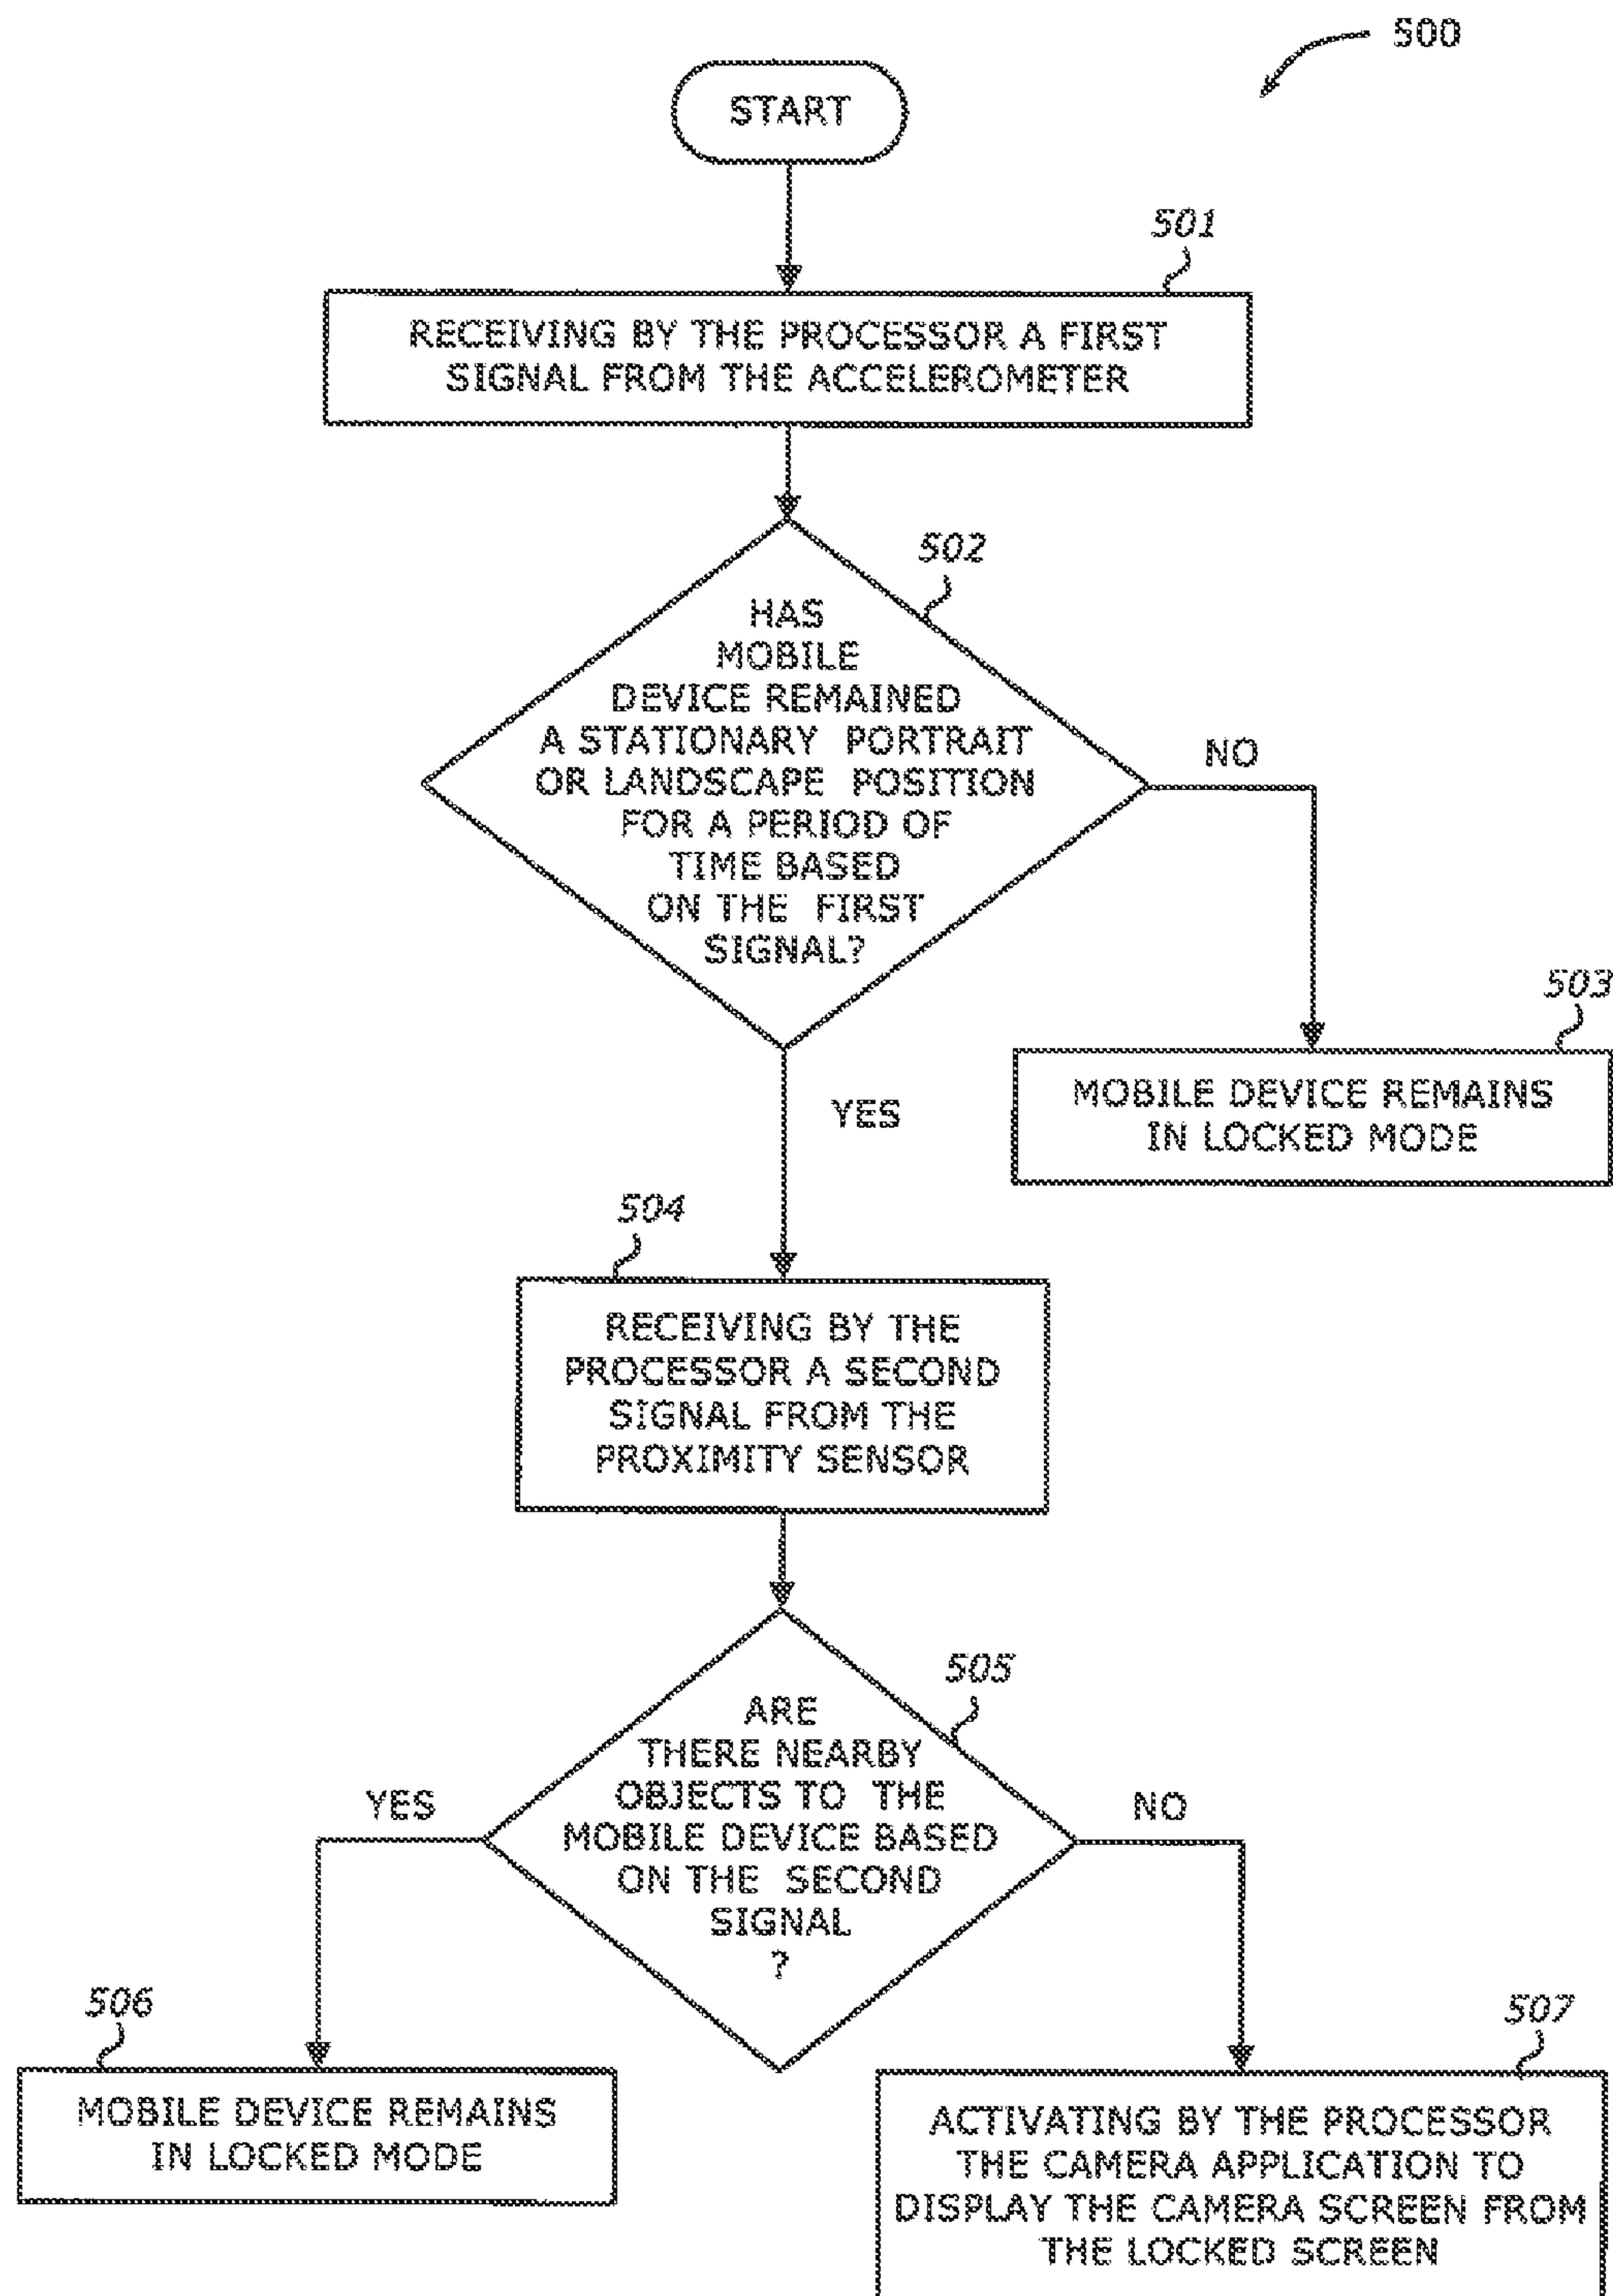 500
START
501
RECEIVING BY THE PROCESSOR A FIRST
SIGNAL FROM THE ACCELEROMETER
502
HAS
MOBILE
DEVICE REMAINED
A STATIONARY PORTRAIT
OR LANDSCAPE POSITION
FOR A PERIOD OF
TIME BASED
ON THE FIRST
SIGNAL?
NO
503
MOBILE DEVICE REMAINS
IN LOCKED MODE
YES
504
RECEIVING BY THE
PROCESSOR A SECOND
SIGNAL FROM THE
PROXIMITY SENSOR
505
ARE
THERE NEARBY
OBJECTS TO THE
MOBILE DEVICE BASED
ON THE SECOND
SIGNAL
?
YES
NO
506
MOBILE DEVICE REMAINS
IN LOCKED MODE
507
ACTIVATING BY THE PROCESSOR
THE CAMERA APPLICATION TO
DISPLAY THE CAMERA SCREEN FROM
THE LOCKED SCREEN